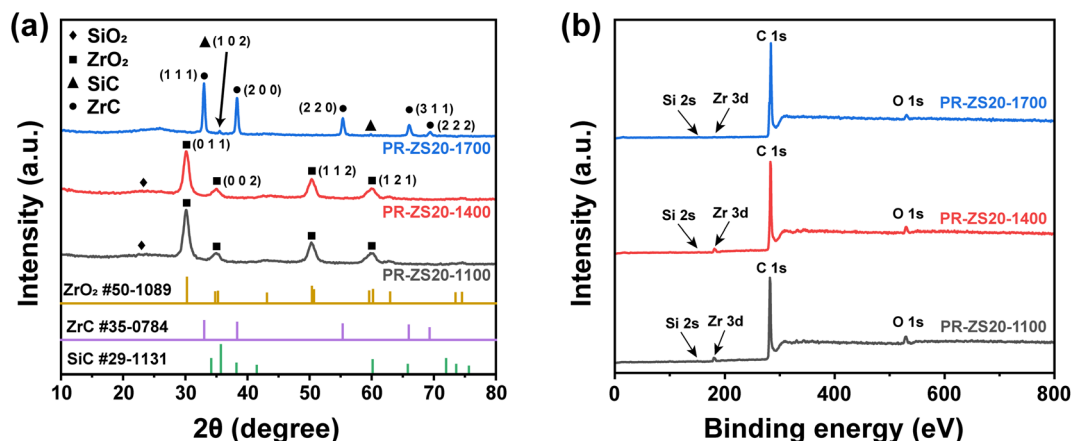 (a)
♦ SiO₂
■ ZrO₂
▲ SiC
● ZrC
(1 0 2)
(1 1 1)
(2 0 0)
(2 2 0)
(3 1 1)
(2 2 2)
PR-ZS20-1700
(0 1 1)
(0 0 2)
(1 1 2)
(1 2 1)
PR-ZS20-1400
PR-ZS20-1100
ZrO₂ #50-1089
ZrC #35-0784
SiC #29-1131
10 20 30 40 50 60 70 80
2θ (degree)
Intensity (a.u.)
(b)
C 1s
Si 2s
Zr 3d
O 1s
PR-ZS20-1700
C 1s
Si 2s
Zr 3d
O 1s
PR-ZS20-1400
C 1s
Si 2s
Zr 3d
O 1s
PR-ZS20-1100
0 200 400 600 800
Binding energy (eV)
Intensity (a.u.)